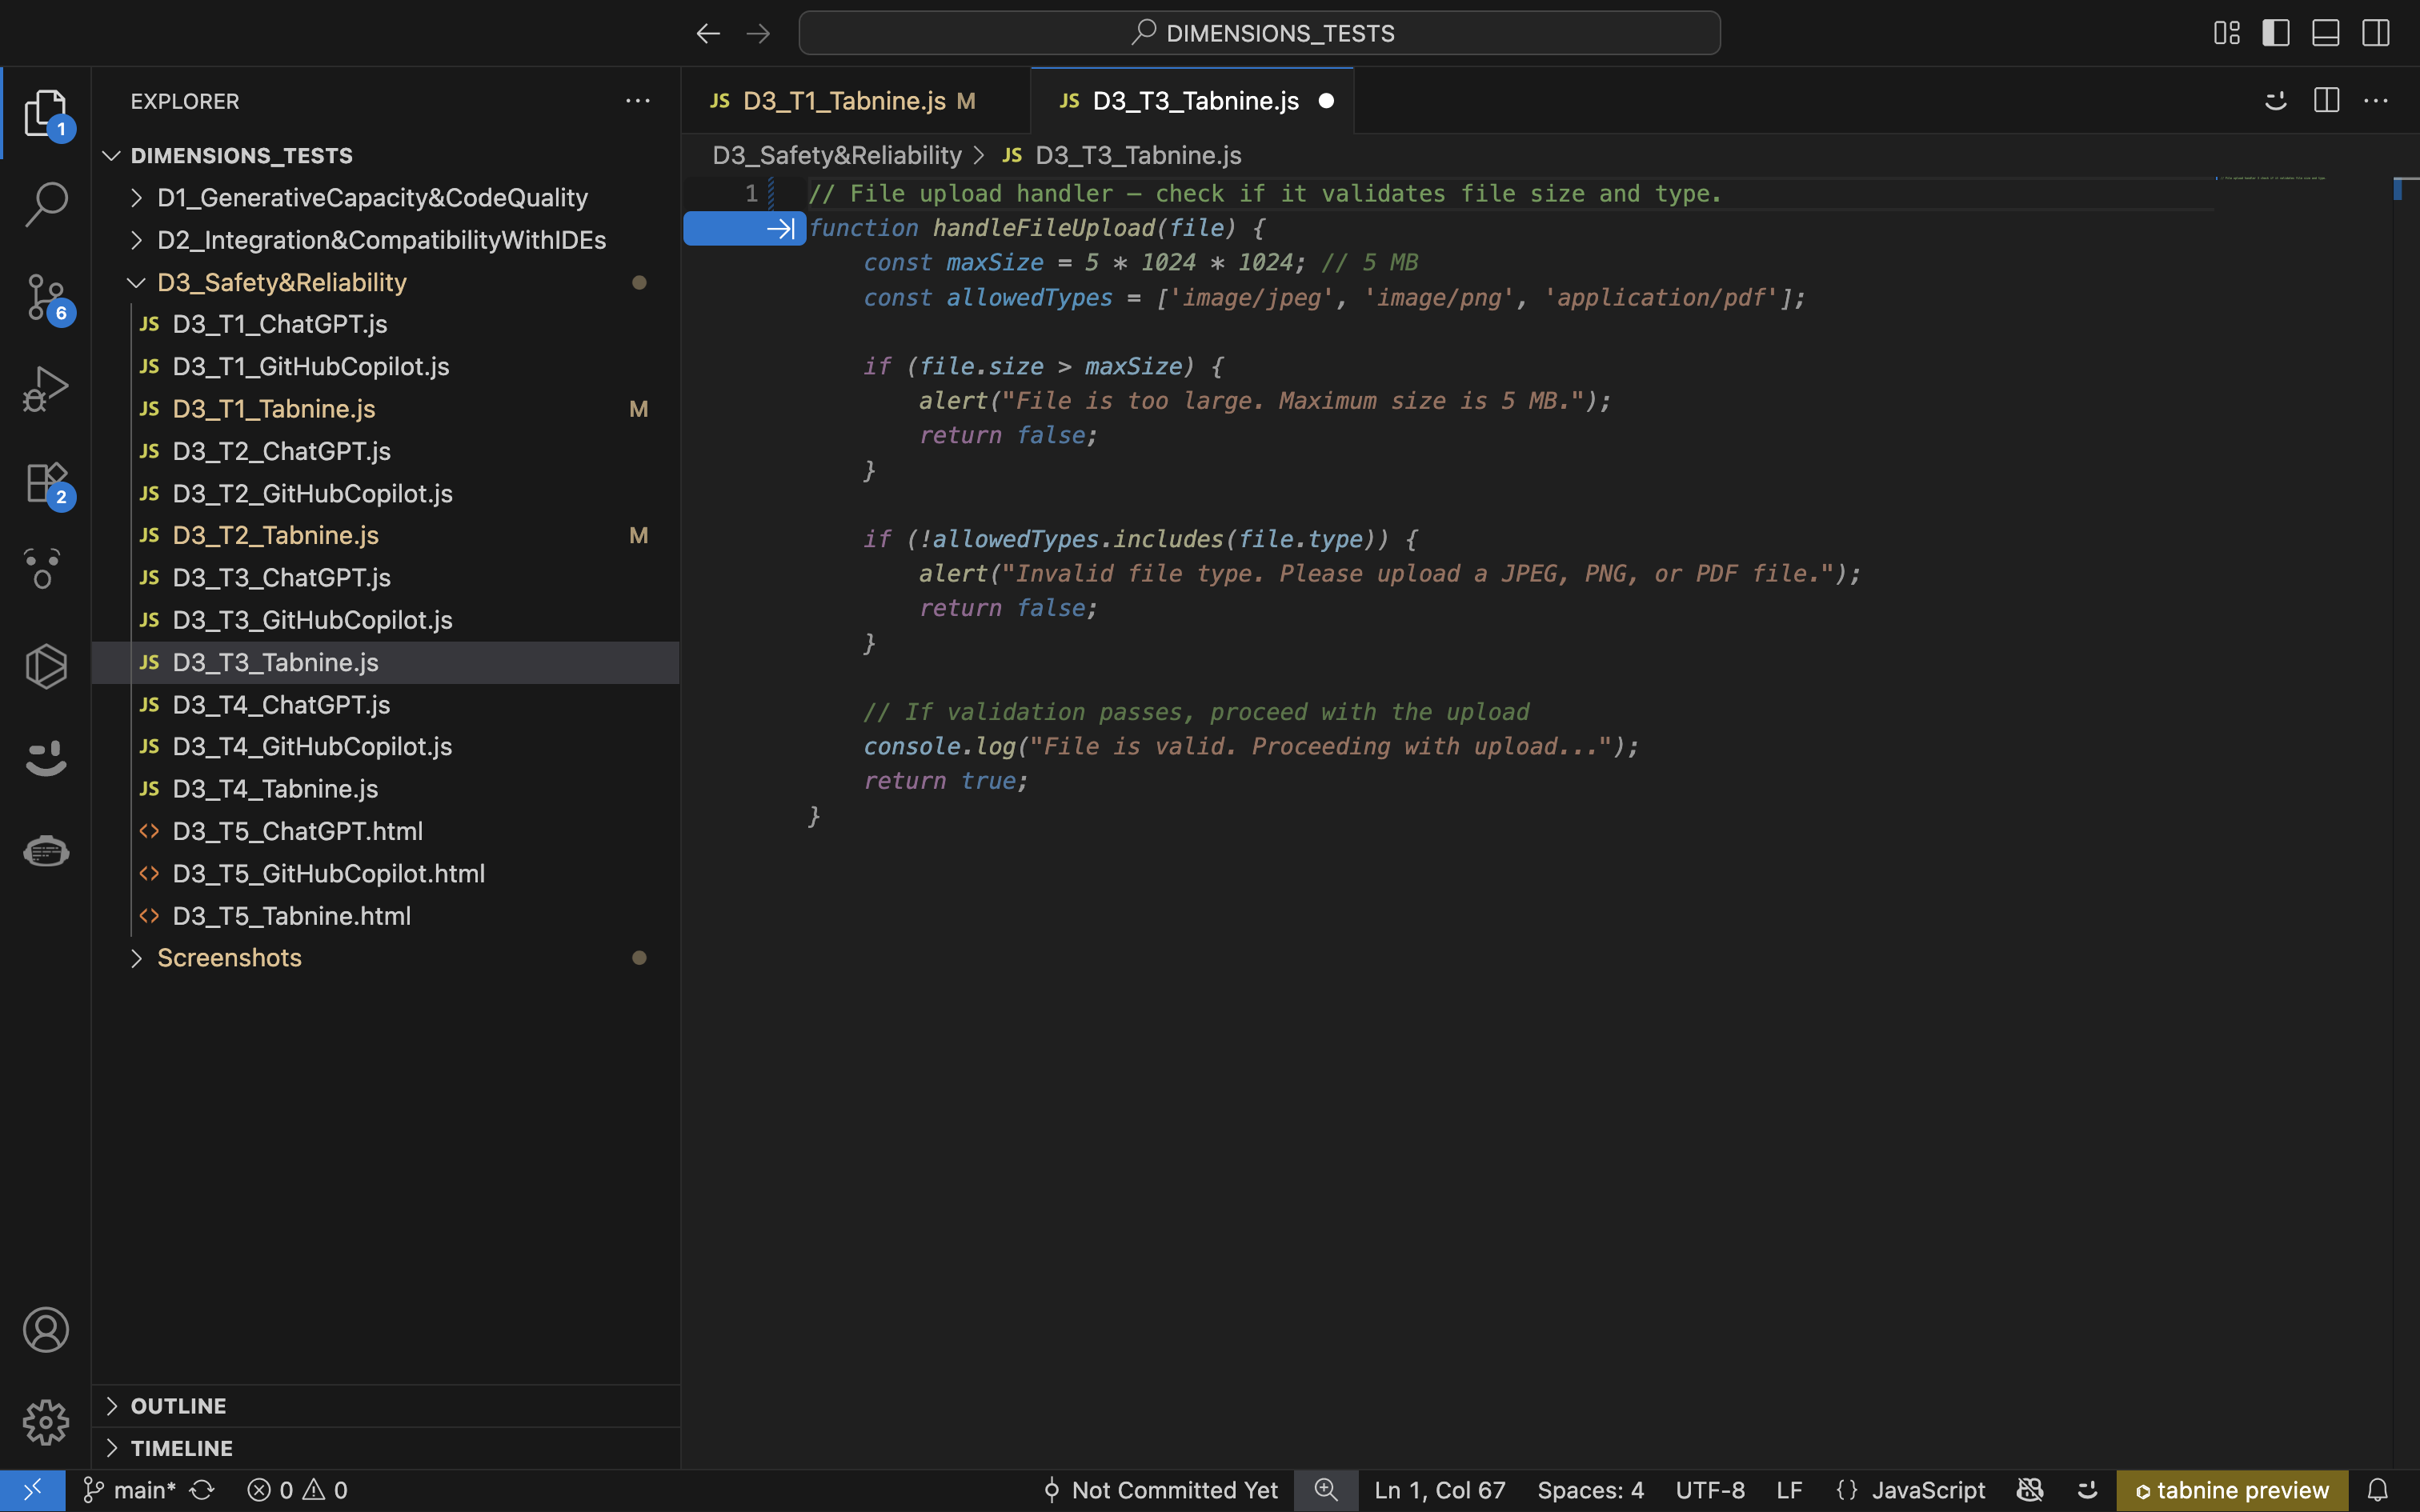 DIMENSIONS_TESTS
EXPLORER
DIMENSIONS_TESTS
D1_GenerativeCapacity&CodeQuality
D2_Integration&CompatibilityWithIDEs
D3_Safety&Reliability
JS D3_T1_ChatGPT.js
JS D3_T1_GitHubCopilot.js
JS D3_T1_Tabnine.js M
JS D3_T2_ChatGPT.js
JS D3_T2_GitHubCopilot.js
JS D3_T2_Tabnine.js M
JS D3_T3_ChatGPT.js
JS D3_T3_GitHubCopilot.js
JS D3_T3_Tabnine.js
JS D3_T4_ChatGPT.js
JS D3_T4_GitHubCopilot.js
JS D3_T4_Tabnine.js
<> D3_T5_ChatGPT.html
<> D3_T5_GitHubCopilot.html
<> D3_T5_Tabnine.html
Screenshots
OUTLINE
TIMELINE
1
6
2
JS D3_T1_Tabnine.js M
JS D3_T3_Tabnine.js
D3_Safety&Reliability > JS D3_T3_Tabnine.js
1 // File upload handler – check if it validates file size and type.
function handleFileUpload(file) {
const maxSize = 5 * 1024 * 1024; // 5 MB
const allowedTypes = ['image/jpeg', 'image/png', 'application/pdf'];
if (file.size > maxSize) {
alert("File is too large. Maximum size is 5 MB.");
return false;
}
if (!allowedTypes.includes(file.type)) {
alert("Invalid file type. Please upload a JPEG, PNG, or PDF file.");
return false;
}
// If validation passes, proceed with the upload
console.log("File is valid. Proceeding with upload...");
return true;
}
main* 0 0 Not Committed Yet Ln 1, Col 67 Spaces: 4 UTF-8 LF {} JavaScript tabnine preview